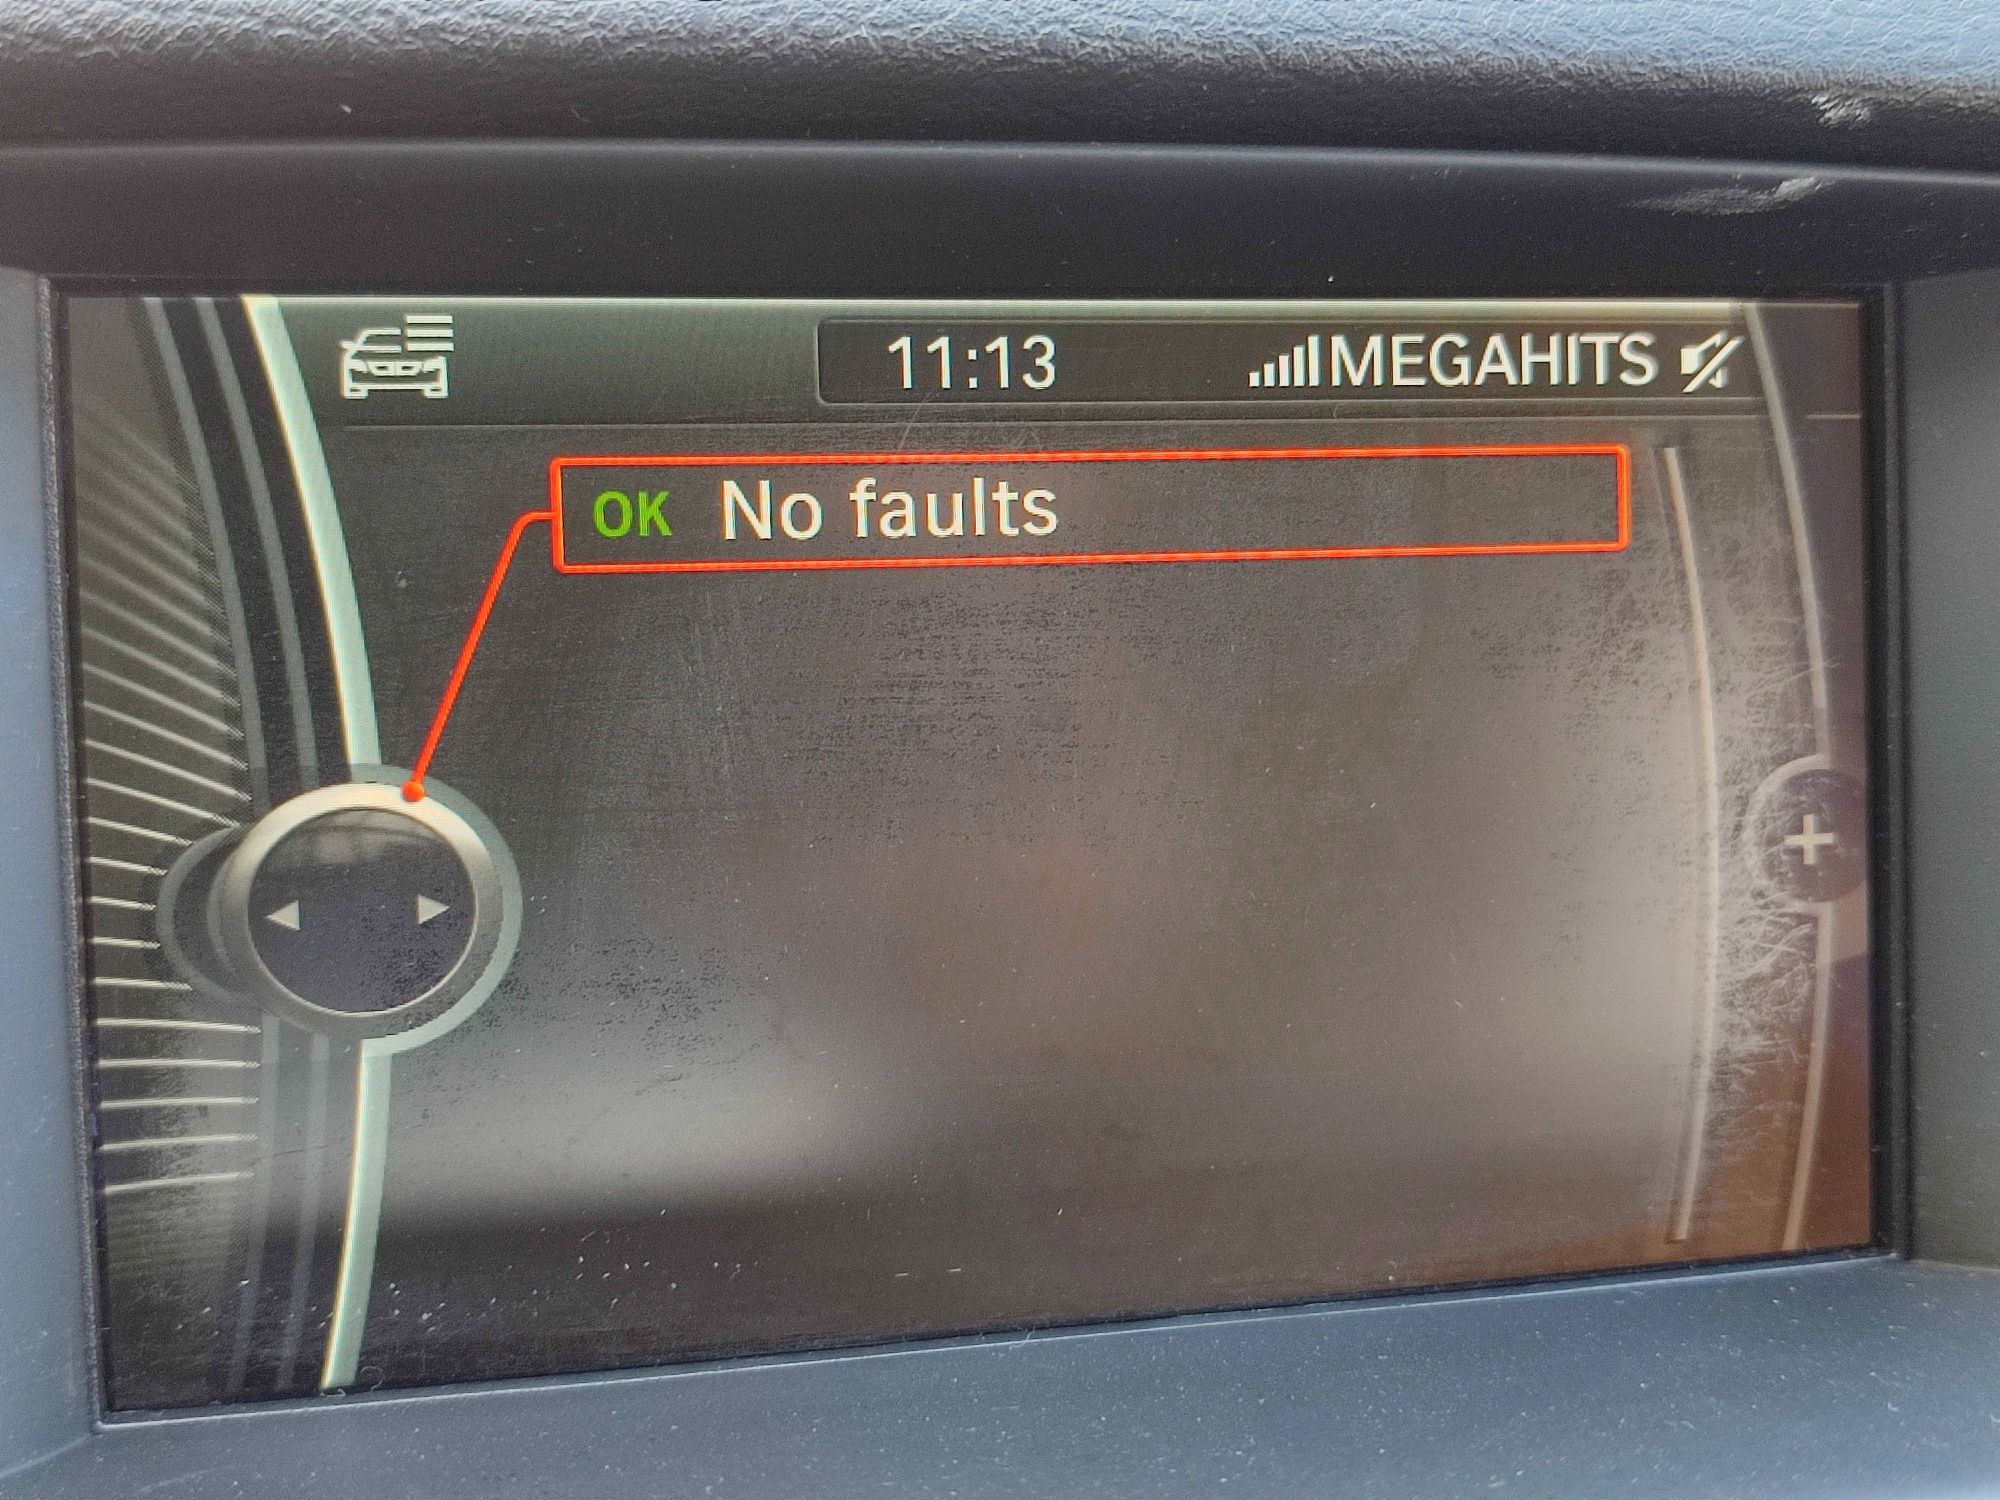 11:13 MEGAHITS
OK No faults
+